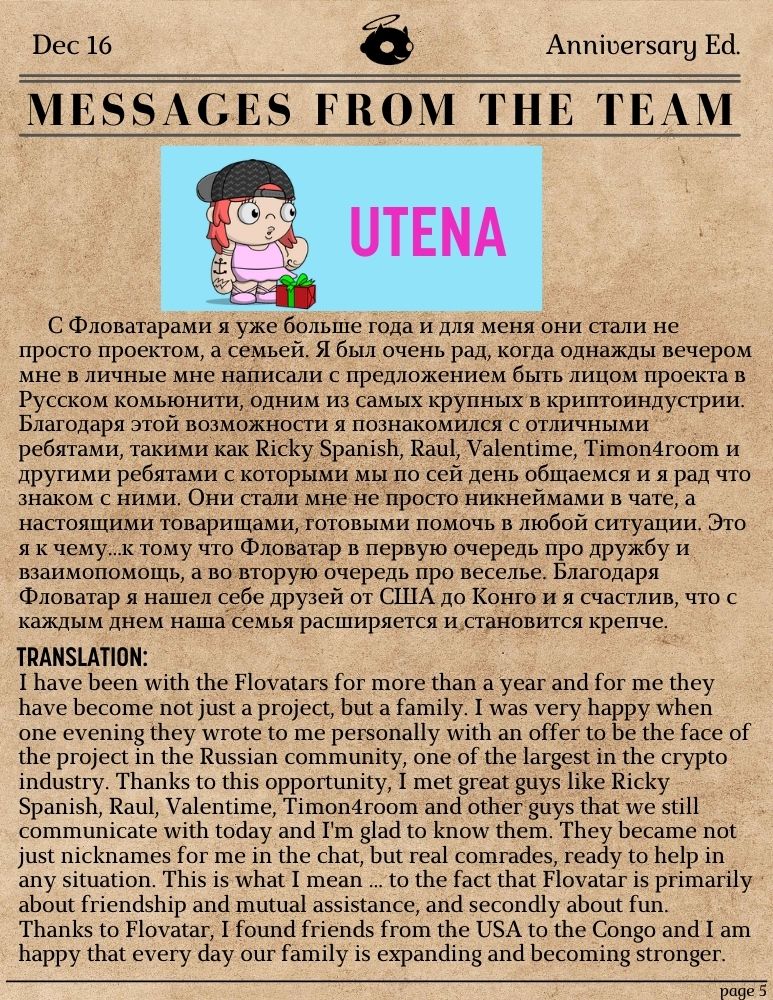 Dec 16
Anniversary Ed.
MESSAGES FROM THE TEAM
UTENA
С Фловатарами я уже больше года и для меня они стали не
просто проектом, а семьей. Я был очень рад, когда однажды вечером
мне в личные мне написали с предложением быть лицом проекта в
Русском комьюнити, одним из самых крупных в криптоиндустрии.
Благодаря этой возможности я познакомился с отличными
ребятами, такими как Ricky Spanish, Raul, Valentime, Timon4room и
другими ребятами с которыми мы по сей день общаемся и я рад что
знаком с ними. Они стали мне не просто никнеймами в чате, а
настоящими товарищами, готовыми помочь в любой ситуации. Это
я к чему...к тому что Фловатар в первую очередь про дружбу и
взаимопомощь, а во вторую очередь про веселье. Благодаря
Фловатар я нашел себе друзей от США до Конго и я счастлив, что с
каждым днем наша семья расширяется и становится крепче.
TRANSLATION:
I have been with the Flovatars for more than a year and for me they
have become not just a project, but a family. I was very happy when
one evening they wrote to me personally with an offer to be the face of
the project in the Russian community, one of the largest in the crypto
industry. Thanks to this opportunity, I met great guys like Ricky
Spanish, Raul, Valentime, Timon4room and other guys that we still
communicate with today and I'm glad to know them. They became not
just nicknames for me in the chat, but real comrades, ready to help in
any situation. This is what I mean ... to the fact that Flovatar is primarily
about friendship and mutual assistance, and secondly about fun.
Thanks to Flovatar, I found friends from the USA to the Congo and I am
happy that every day our family is expanding and becoming stronger.
page 5